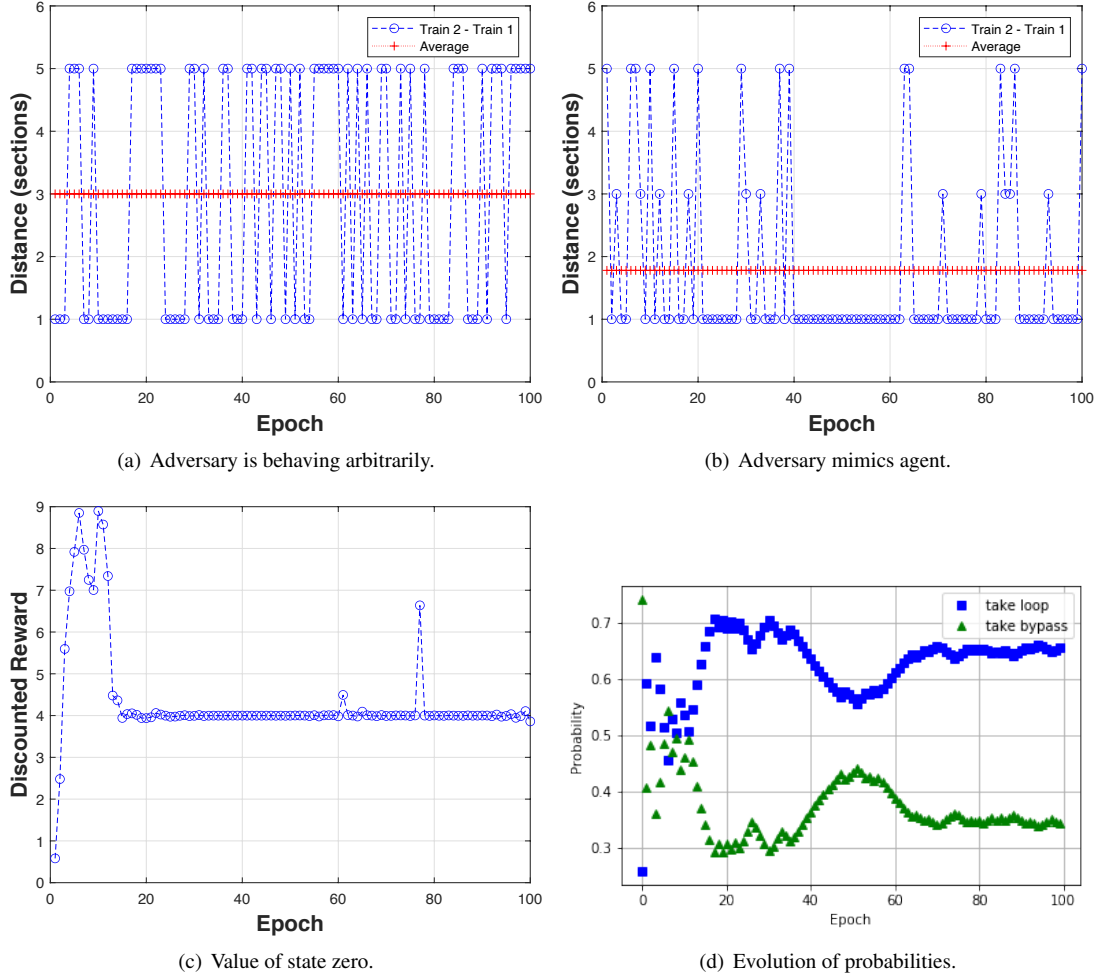 6
5
4
3
2
1
0
Distance (sections)
0 20 40 60 80 100
Epoch
Train 2 - Train 1
Average
(a) Adversary is behaving arbitrarily.
6
5
4
3
2
1
0
Distance (sections)
0 20 40 60 80 100
Epoch
Train 2 - Train 1
Average
(b) Adversary mimics agent.
9
8
7
6
5
4
3
2
1
0
Discounted Reward
0 20 40 60 80 100
Epoch
(c) Value of state zero.
0.7
0.6
0.5
0.4
0.3
Probability
0 20 40 60 80 100
Epoch
take loop
take bypass
(d) Evolution of probabilities.